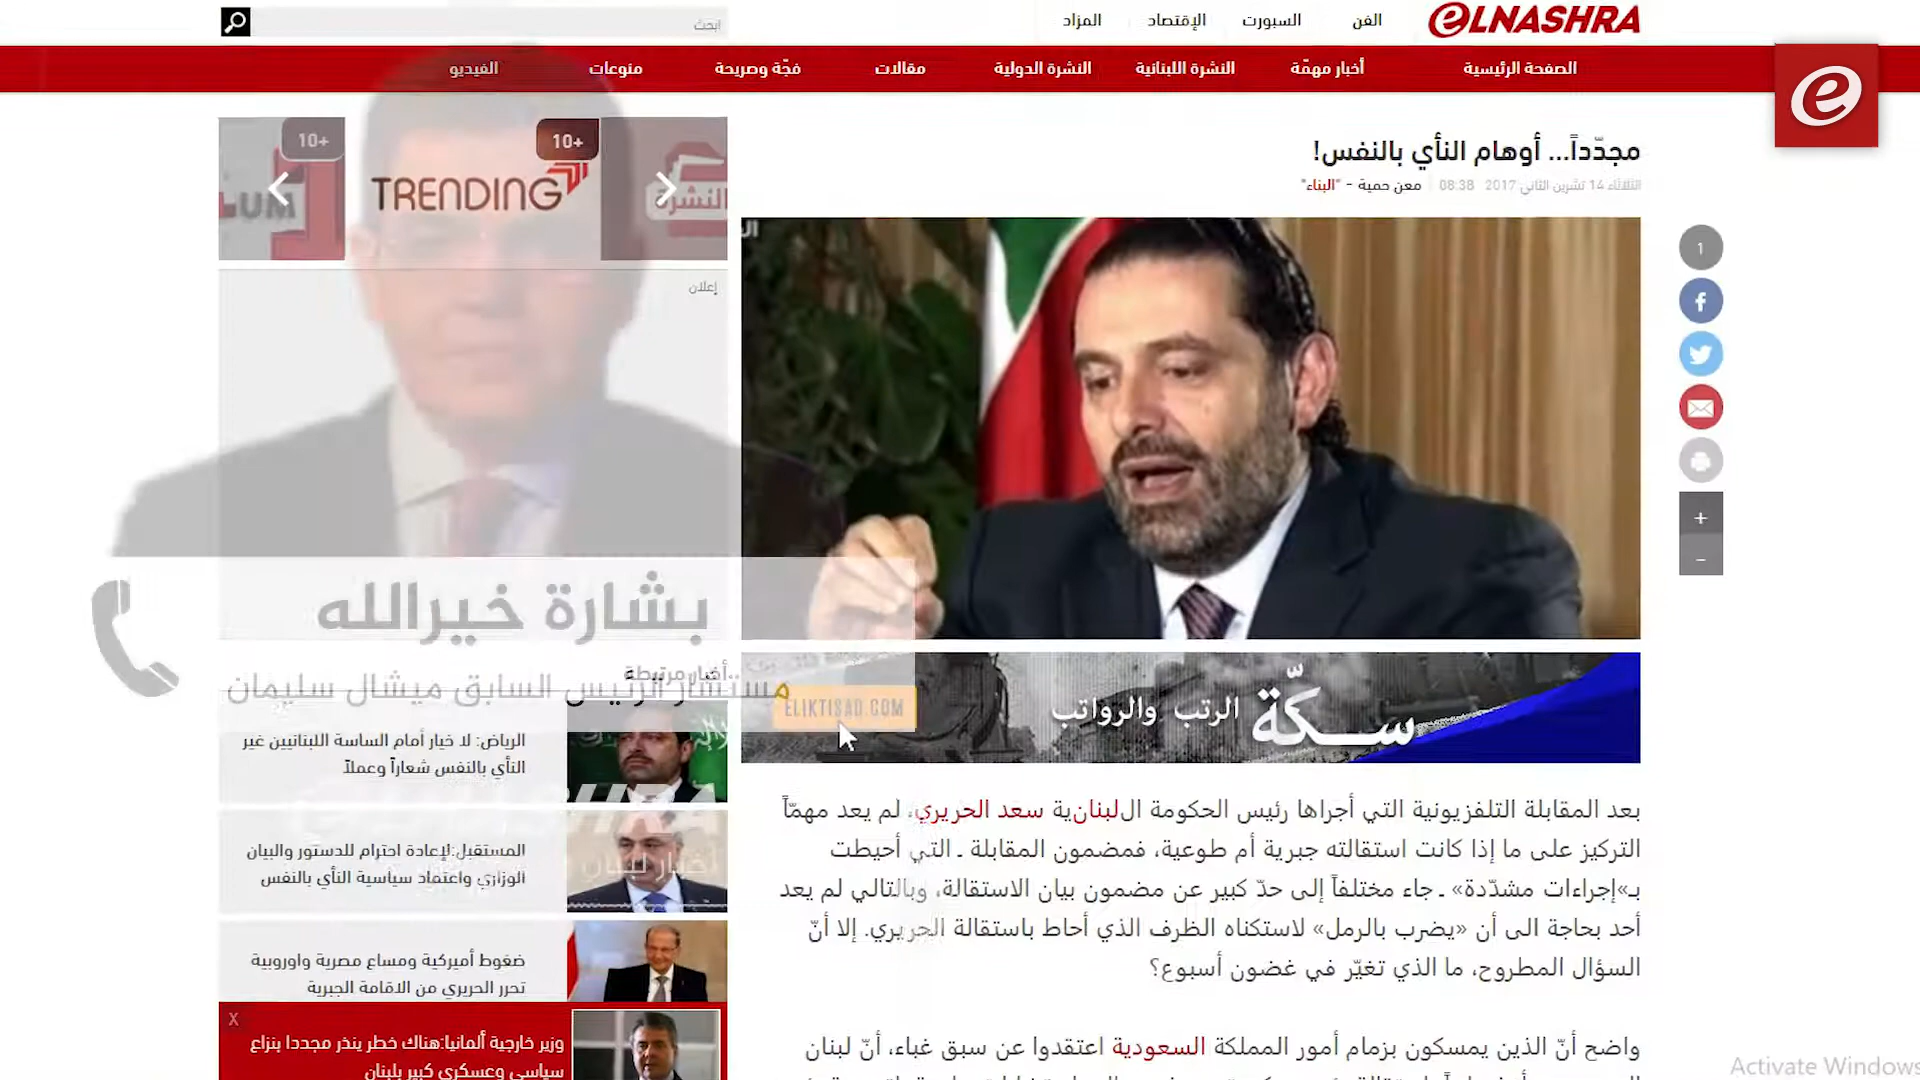 ELNASHRA
الفن
السبورت
الإقتصاد
المزاد
ابحث
الصفحة الرئيسية
أخبار مهمّة
النشرة اللبنانية
النشرة الدولية
مقالات
فجّة وصريحة
منوعات
الفيديو
e
مجدّداً... أوهام النأي بالنفس!
الثلاثاء 14 تشرين الثاني 2017 08:38 معن حمية - "البناء"
10+
10+
TRENDING
النشرة
إعلان
1
+
-
بشارة خيرالله
مستشار الرئيس السابق ميشال سليمان
أخبار مرتبطة
سكّة الرتب والرواتب
ELIKTISAD.COM
الرياض: لا خيار أمام الساسة اللبنانيين غير
النأي بالنفس شعاراً وعملاً
المستقبل:لإعادة احترام للدستور والبيان
الوزاري واعتماد سياسية النأي بالنفس
ضغوط أميركية ومساع مصرية واوروبية
تحرر الحريري من الاقامة الجبرية
X
وزير خارجية ألمانيا:هناك خطر ينذر مجددا بنزاع
سياسي وعسكري كبير بلبنان
بعد المقابلة التلفزيونية التي أجراها رئيس الحكومة اللبنانية سعد الحريري، لم يعد مهمّاً
التركيز على ما إذا كانت استقالته جبرية أم طوعية، فمضمون المقابلة ـ التي أحيطت
بـ»إجراءات مشدّدة» ـ جاء مختلفاً إلى حدّ كبير عن مضمون بيان الاستقالة، وبالتالي لم يعد
أحد بحاجة الى أن «يضرب بالرمل» لاستكناه الظرف الذي أحاط باستقالة الحريري. إلا أنّ
السؤال المطروح، ما الذي تغيّر في غضون أسبوع؟
واضح أنّ الذين يمسكون بزمام أمور المملكة السعودية اعتقدوا عن سبق غباء، أنّ لبنان
Activate Windows